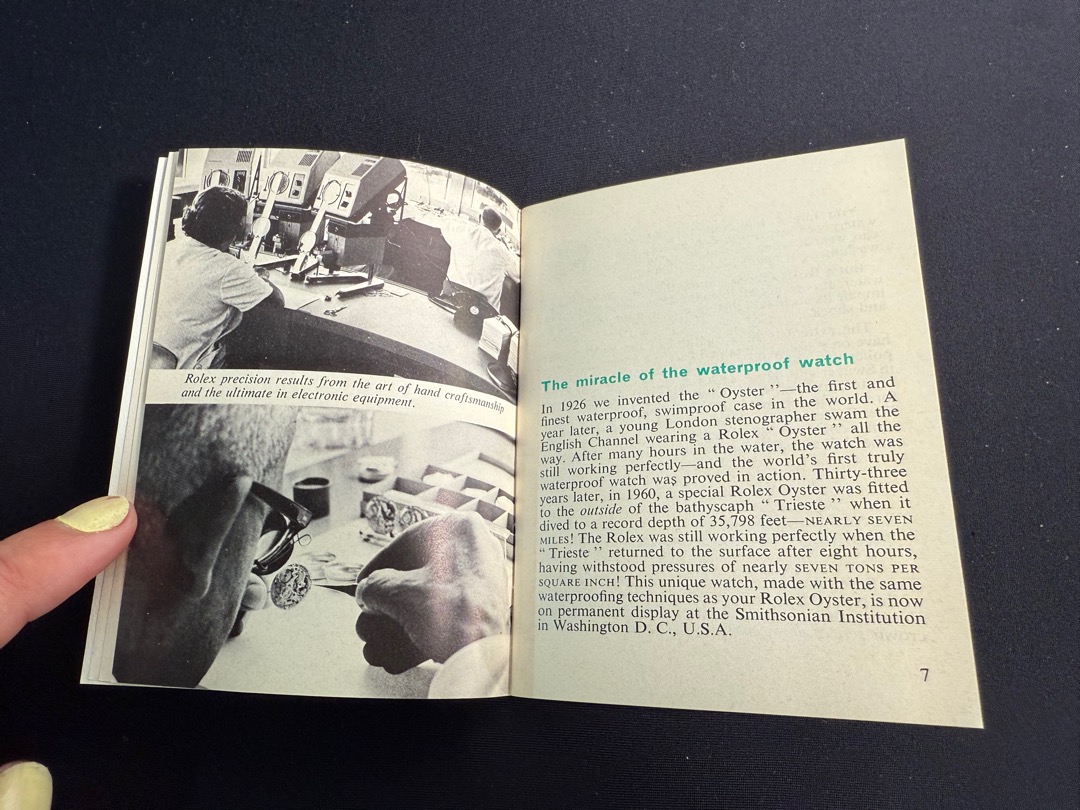 Rolex precision results from the art of hand craftsmanship
and the ultimate in electronic equipment.
The miracle of the waterproof watch
In 1926 we invented the “ Oyster ”—the first and
finest waterproof, swimproof case in the world. A
year later, a young London stenographer swam the
English Channel wearing a Rolex “ Oyster ” all the
way. After many hours in the water, the watch was
still working perfectly—and the world's first truly
waterproof watch was proved in action. Thirty-three
years later, in 1960, a special Rolex Oyster was fitted
to the outside of the bathyscaph “ Trieste ” when it
dived to a record depth of 35,798 feet—NEARLY SEVEN
MILES! The Rolex was still working perfectly when the
“ Trieste ” returned to the surface after eight hours,
having withstood pressures of nearly SEVEN TONS PER
SQUARE INCH! This unique watch, made with the same
waterproofing techniques as your Rolex Oyster, is now
on permanent display at the Smithsonian Institution
in Washington D. C., U.S.A.
7